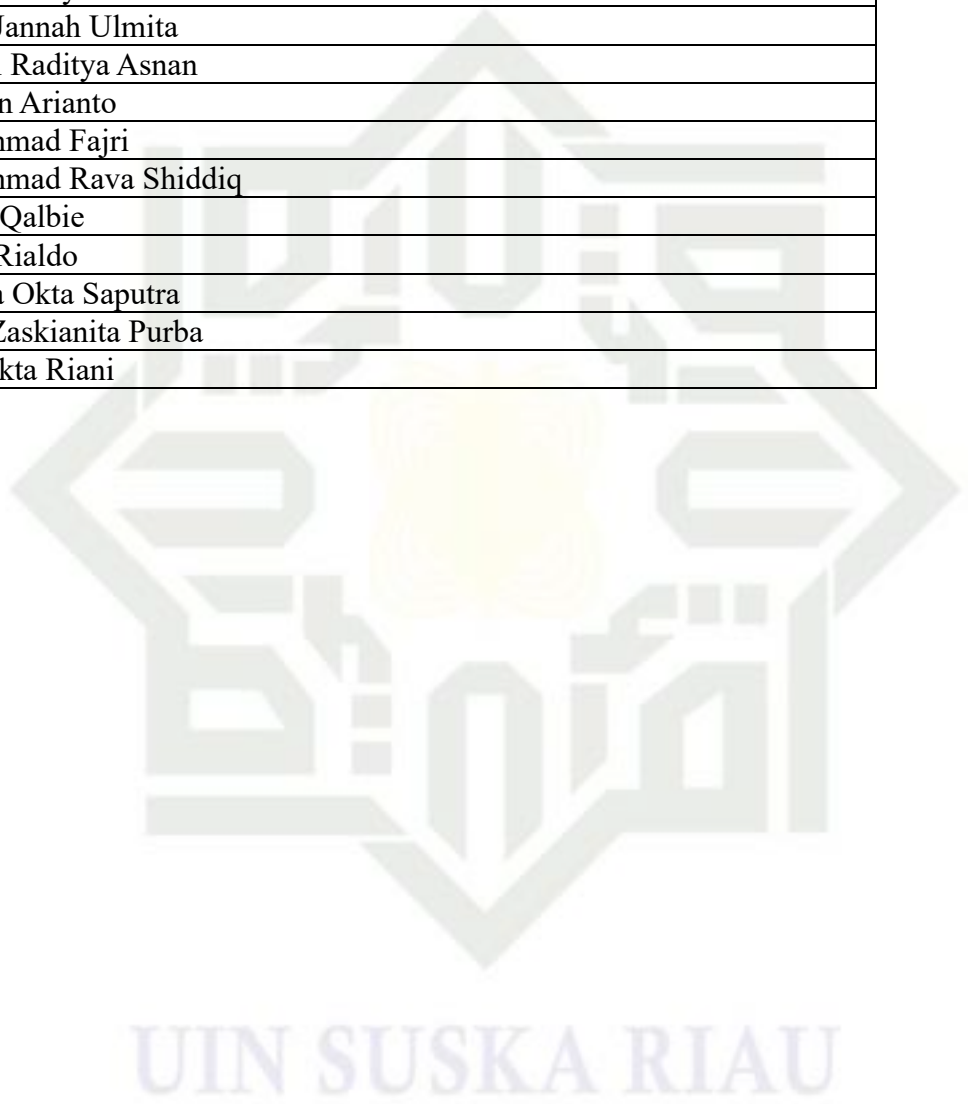 Jannah Ulmita
Raditya Asnan
n Arianto
nmad Fajri
nmad Rava Shiddiq
Qalbie
Rialdo
a Okta Saputra
Zaskianita Purba
kta Riani
UIN SUSKA RIAU